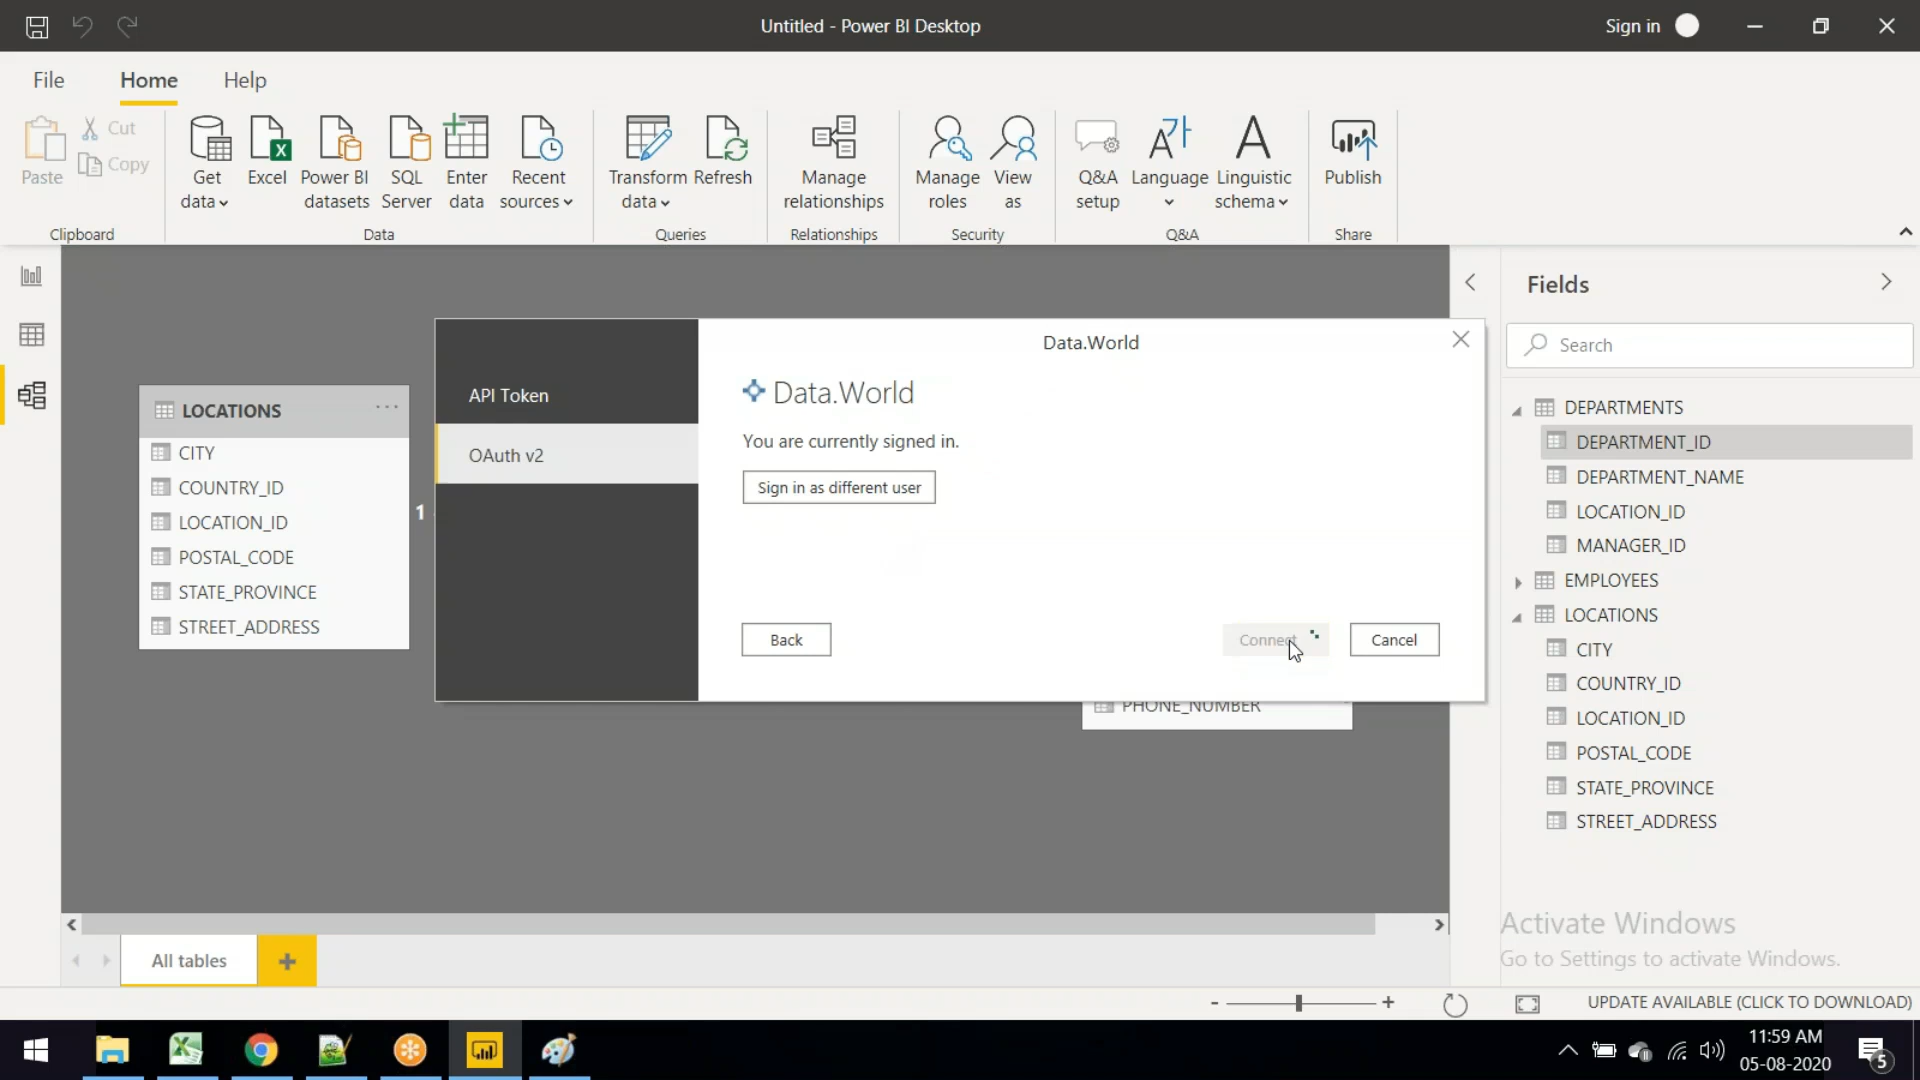 Untitled - Power BI Desktop
Sign in
File
Home
Help
Paste
Cut
Copy
Get data
Excel
Power BI datasets
SQL Server
Enter data
Recent sources
Transform data
Refresh
Manage relationships
Manage roles
View as
Q&A setup
Language
Linguistic schema
Publish
Clipboard
Data
Queries
Relationships
Security
Q&A
Share
LOCATIONS
CITY
COUNTRY_ID
LOCATION_ID
POSTAL_CODE
STATE_PROVINCE
STREET_ADDRESS
1
Data.World
API Token
OAuth v2
Data.World
You are currently signed in.
Sign in as different user
Back
Connect
Cancel
PHONE_NUMBER
Fields
Search
DEPARTMENTS
DEPARTMENT_ID
DEPARTMENT_NAME
LOCATION_ID
MANAGER_ID
EMPLOYEES
LOCATIONS
CITY
COUNTRY_ID
LOCATION_ID
POSTAL_CODE
STATE_PROVINCE
STREET_ADDRESS
Activate Windows
Go to Settings to activate Windows.
All tables
UPDATE AVAILABLE (CLICK TO DOWNLOAD)
11:59 AM
05-08-2020
5